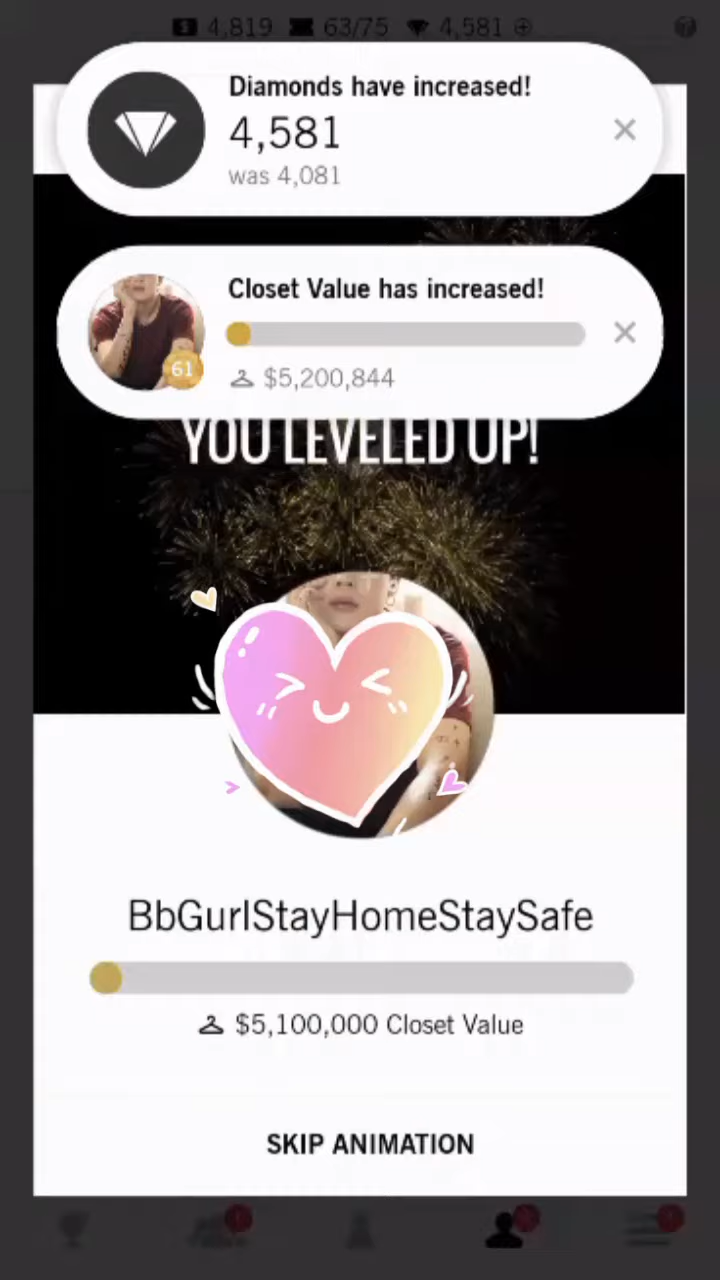 4,819 63/75 4,581
Diamonds have increased!
4,581
was 4,081
Closet Value has increased!
61
$5,200,844
YOU LEVELED UP!
BbGurlStayHomeStaySafe
$5,100,000 Closet Value
SKIP ANIMATION